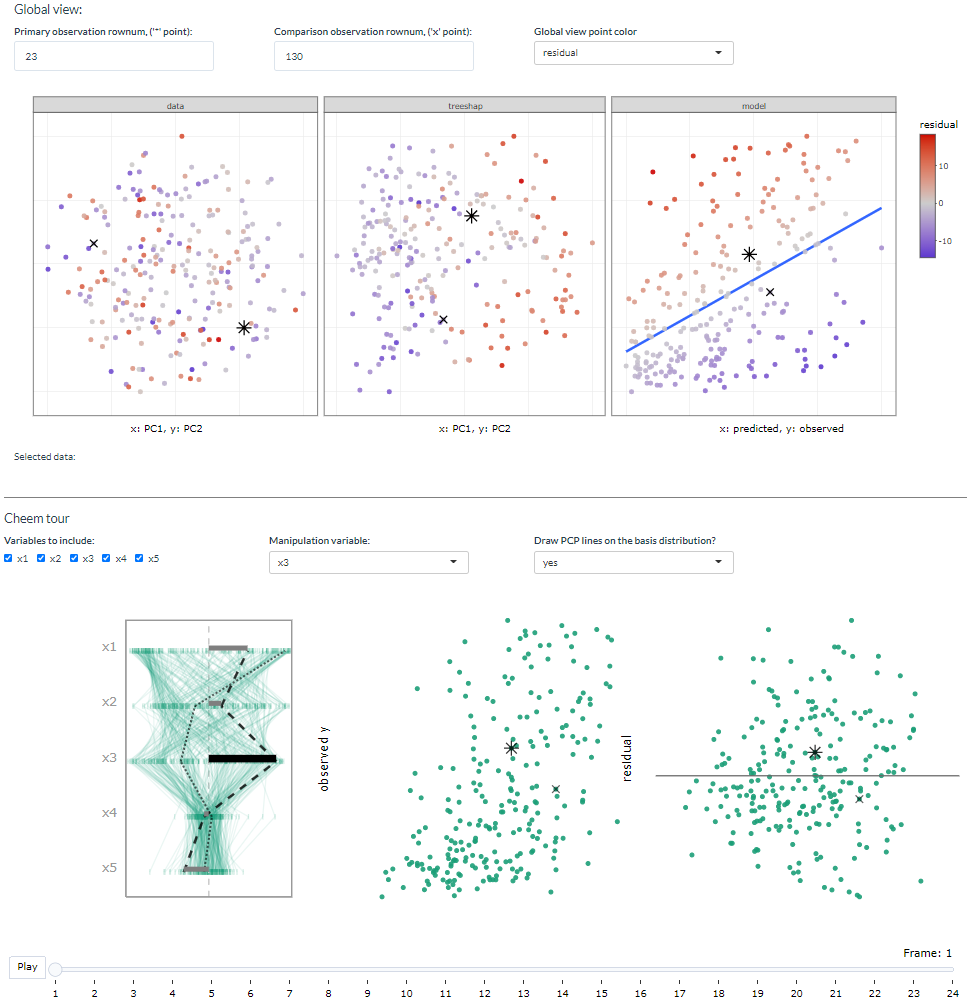 Global view:
Primary observation rownum, ('*' point):
Comparison observation rownum, ('x' point):
Global view point color
23
130
residual
data
treeshap
model
residual
10
0
-10
x: PC1, y: PC2
x: PC1, y: PC2
x: predicted, y: observed
Selected data:
Cheem tour
Variables to include:
Manipulation variable:
Draw PCP lines on the basis distribution?
x1 x2 x3 x4 x5
x3
yes
x1
x2
x3
x4
x5
observed y
residual
Frame: 1
Play
1 2 3 4 5 6 7 8 9 10 11 12 13 14 15 16 17 18 19 20 21 22 23 24